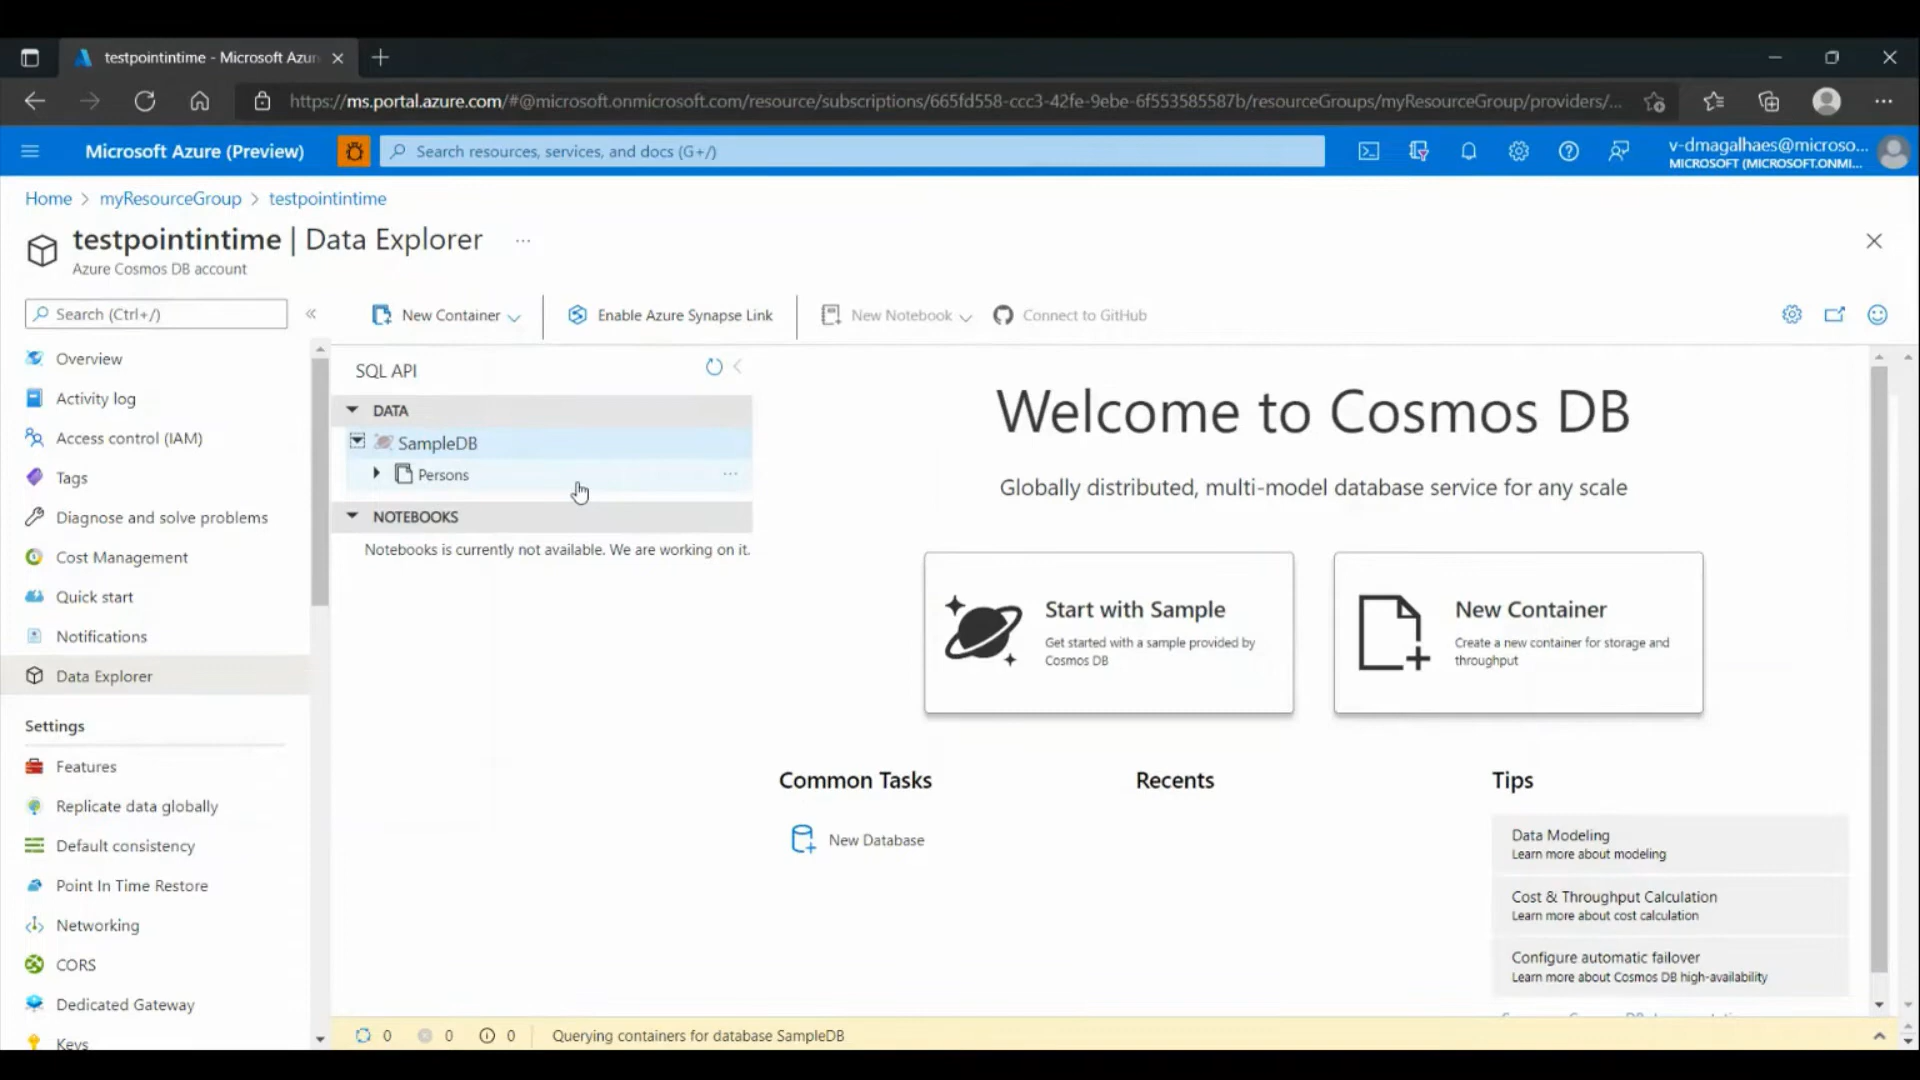 testpointintime - Microsoft Azur
https://ms.portal.azure.com/#@microsoft.onmicrosoft.com/resource/subscriptions/665fd558-ccc3-42fe-9ebe-6f553585587b/resourceGroups/myResourceGroup/providers/...
Microsoft Azure (Preview)
Search resources, services, and docs (G+/)
v-dmagalhaes@microso...
MICROSOFT (MICROSOFT.ONMI...
Home > myResourceGroup > testpointintime
testpointintime | Data Explorer ...
Azure Cosmos DB account
Search (Ctrl+/)
«
New Container
Enable Azure Synapse Link
New Notebook
Connect to GitHub
Overview
Activity log
Access control (IAM)
Tags
Diagnose and solve problems
Cost Management
Quick start
Notifications
Data Explorer
Settings
Features
Replicate data globally
Default consistency
Point In Time Restore
Networking
CORS
Dedicated Gateway
Keys
SQL API
DATA
SampleDB
Persons ...
NOTEBOOKS
Notebooks is currently not available. We are working on it.
Welcome to Cosmos DB
Globally distributed, multi-model database service for any scale
Start with Sample
Get started with a sample provided by
Cosmos DB
New Container
Create a new container for storage and
throughput
Common Tasks
New Database
Recents
Tips
Data Modeling
Learn more about modeling
Cost & Throughput Calculation
Learn more about cost calculation
Configure automatic failover
Learn more about Cosmos DB high-availability
0 0 0 Querying containers for database SampleDB